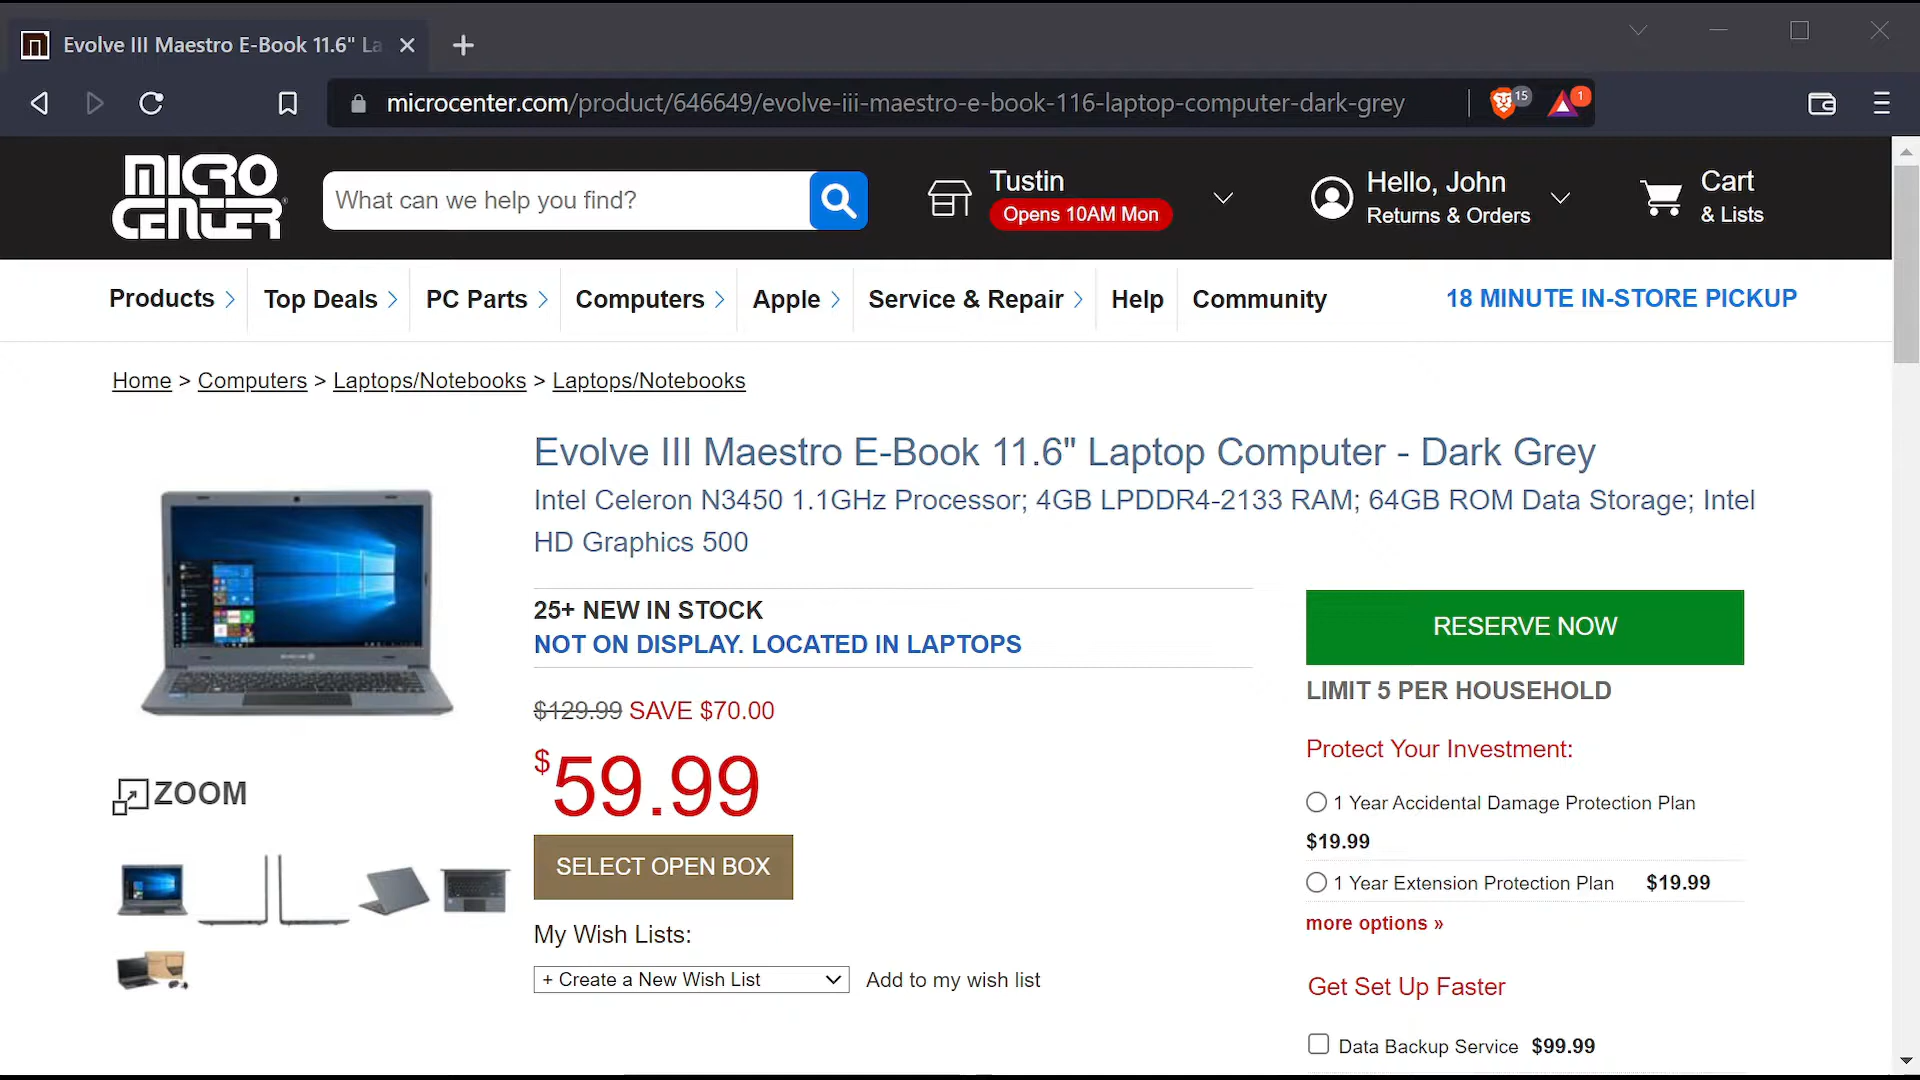 Evolve III Maestro E-Book 11.6" La
microcenter.com/product/646649/evolve-iii-maestro-e-book-116-laptop-computer-dark-grey
15
1
MICRO CENTER
What can we help you find?
Tustin
Opens 10AM Mon
Hello, John
Returns & Orders
Cart
& Lists
Products
Top Deals
PC Parts
Computers
Apple
Service & Repair
Help
Community
18 MINUTE IN-STORE PICKUP
Home > Computers > Laptops/Notebooks > Laptops/Notebooks
Evolve III Maestro E-Book 11.6" Laptop Computer - Dark Grey
Intel Celeron N3450 1.1GHz Processor; 4GB LPDDR4-2133 RAM; 64GB ROM Data Storage; Intel
HD Graphics 500
25+ NEW IN STOCK
NOT ON DISPLAY. LOCATED IN LAPTOPS
$129.99 SAVE $70.00
$59.99
SELECT OPEN BOX
My Wish Lists:
+ Create a New Wish List
Add to my wish list
ZOOM
RESERVE NOW
LIMIT 5 PER HOUSEHOLD
Protect Your Investment:
1 Year Accidental Damage Protection Plan
$19.99
1 Year Extension Protection Plan $19.99
more options »
Get Set Up Faster
Data Backup Service $99.99